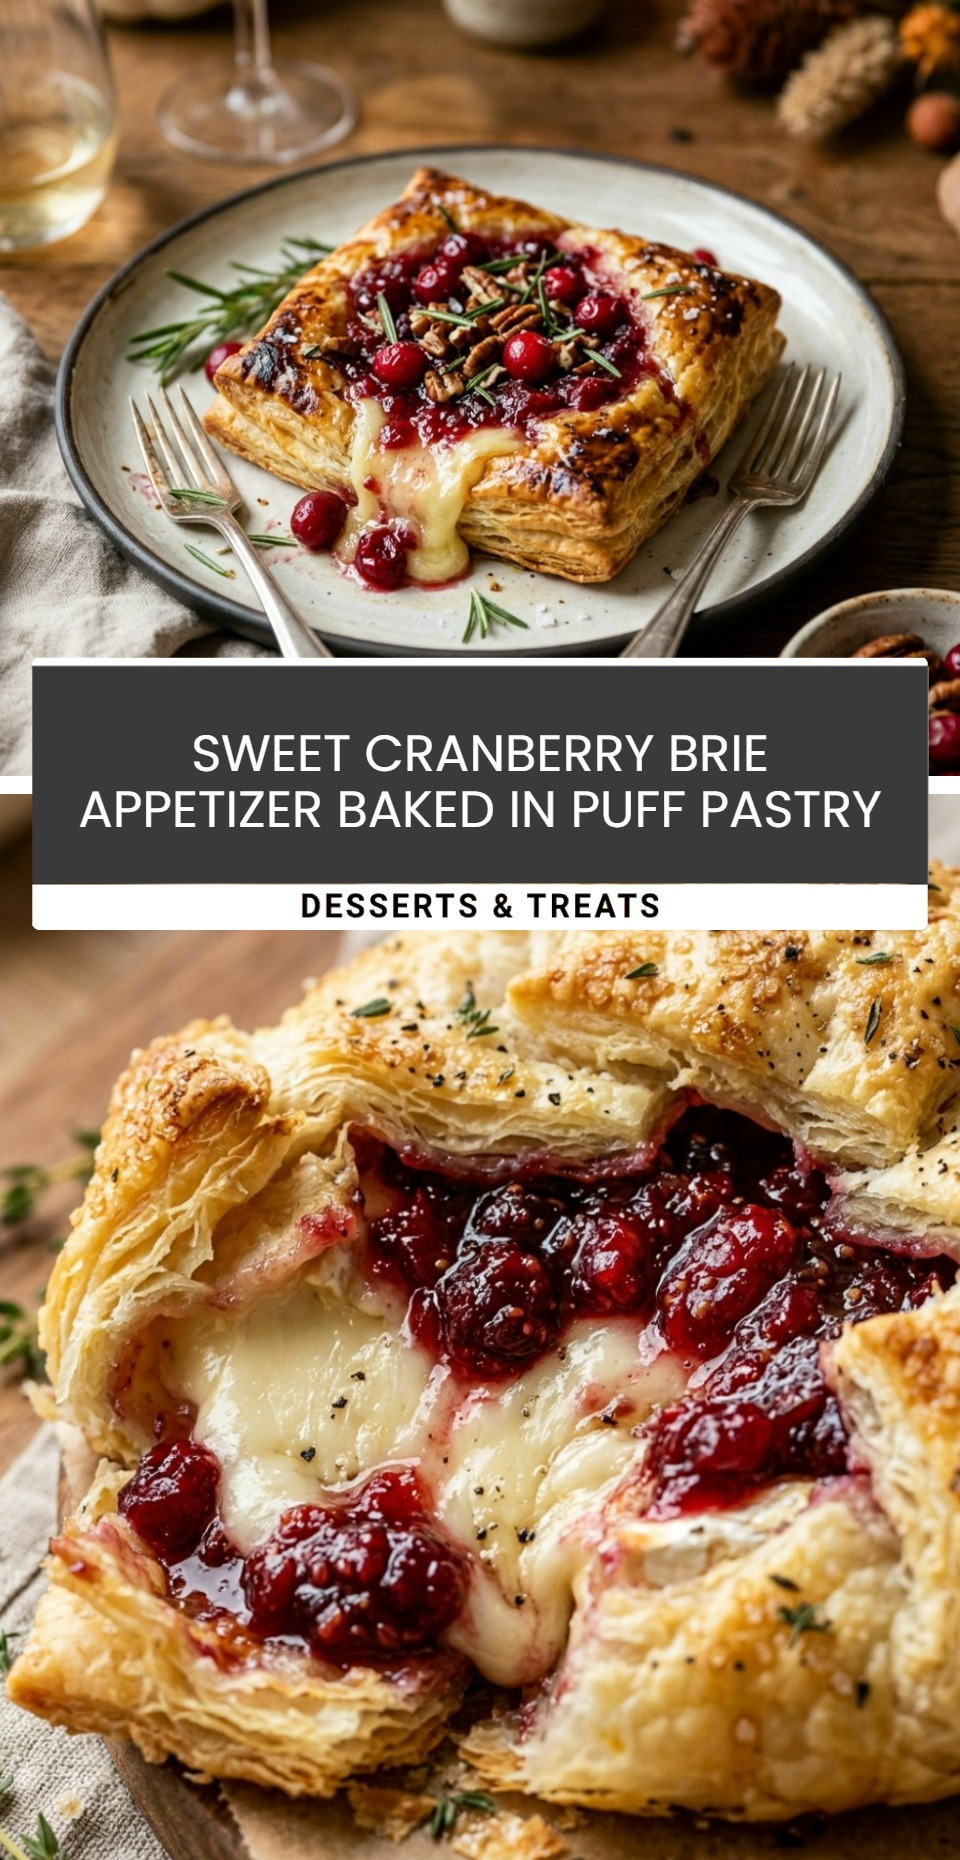 SWEET CRANBERRY BRIE
APPETIZER BAKED IN PUFF PASTRY
DESSERTS & TREATS